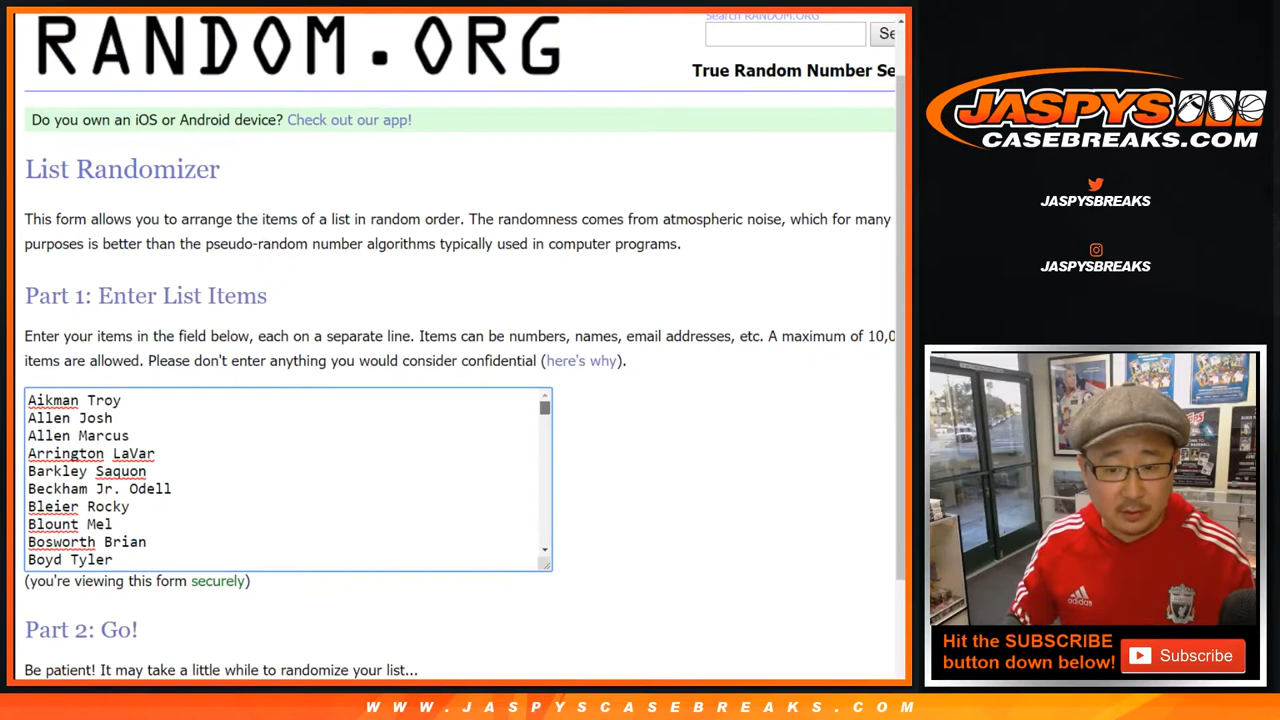 RANDOM.ORG
Search RANDOM.ORG
Se
True Random Number Se
Do you own an iOS or Android device? Check out our app!
List Randomizer
This form allows you to arrange the items of a list in random order. The randomness comes from atmospheric noise, which for many
purposes is better than the pseudo-random number algorithms typically used in computer programs.
Part 1: Enter List Items
Enter your items in the field below, each on a separate line. Items can be numbers, names, email addresses, etc. A maximum of 10,0
items are allowed. Please don't enter anything you would consider confidential (here's why).
Aikman Troy
Allen Josh
Allen Marcus
Arrington LaVar
Barkley Saquon
Beckham Jr. Odell
Bleier Rocky
Blount Mel
Bosworth Brian
Boyd Tyler
(you're viewing this form securely)
Part 2: Go!
Be patient! It may take a little while to randomize your list...
JASPYS
CASEBREAKS.COM
JASPYSBREAKS
JASPYSBREAKS
adidas
Hit the SUBSCRIBE
button down below!
Subscribe
WWW.JASPYSCASEBREAKS.COM